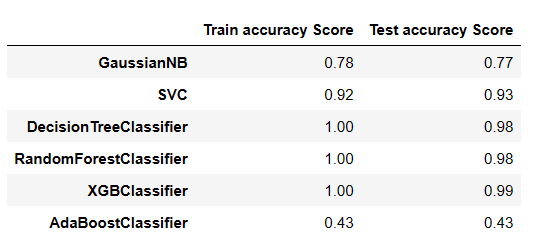 Train accuracy Score Test accuracy Score
GaussianNB 0.78 0.77
SVC 0.92 0.93
DecisionTreeClassifier 1.00 0.98
RandomForestClassifier 1.00 0.98
XGBClassifier 1.00 0.99
AdaBoostClassifier 0.43 0.43